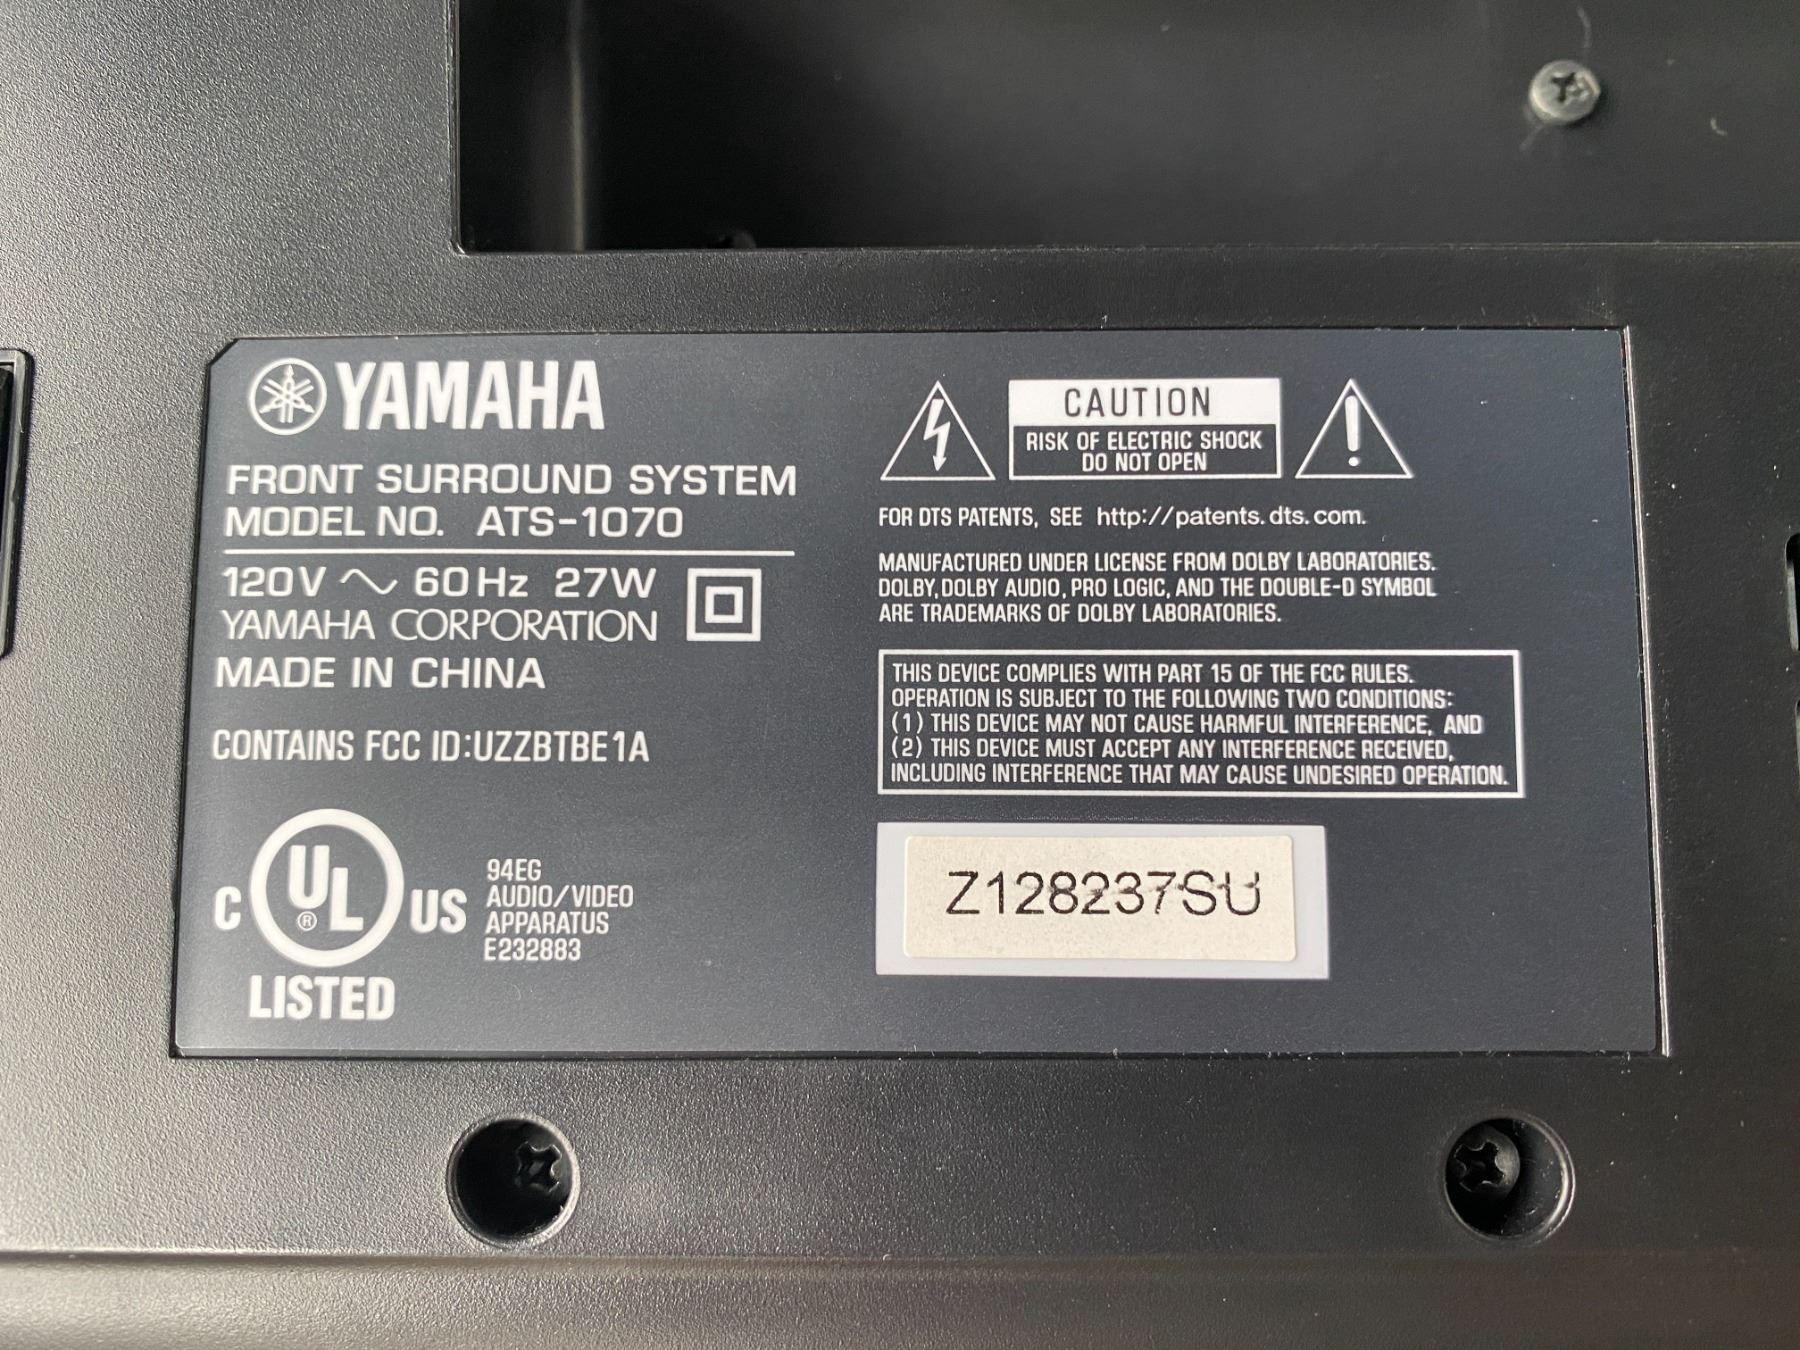 YAMAHA
FRONT SURROUND SYSTEM
MODEL NO. ATS-1070
120V ~ 60Hz 27W
YAMAHA CORPORATION
MADE IN CHINA
CONTAINS FCC ID:UZZBTBE1A
C UL ® US
LISTED
94EG
AUDIO/VIDEO
APPARATUS
E232883
CAUTION
RISK OF ELECTRIC SHOCK
DO NOT OPEN
FOR DTS PATENTS, SEE http://patents.dts.com.
MANUFACTURED UNDER LICENSE FROM DOLBY LABORATORIES.
DOLBY, DOLBY AUDIO, PRO LOGIC, AND THE DOUBLE-D SYMBOL
ARE TRADEMARKS OF DOLBY LABORATORIES.
THIS DEVICE COMPLIES WITH PART 15 OF THE FCC RULES.
OPERATION IS SUBJECT TO THE FOLLOWING TWO CONDITIONS:
(1) THIS DEVICE MAY NOT CAUSE HARMFUL INTERFERENCE, AND
(2) THIS DEVICE MUST ACCEPT ANY INTERFERENCE RECEIVED,
INCLUDING INTERFERENCE THAT MAY CAUSE UNDESIRED OPERATION.
Z128237SU